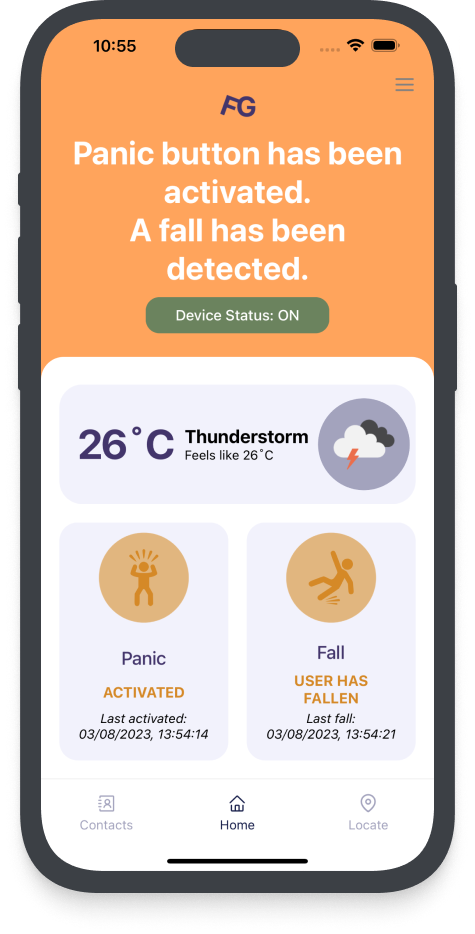 10:55
FG
Panic button has been
activated.
A fall has been
detected.
Device Status: ON
26°C
Thunderstorm
Feels like 26°C
Panic
ACTIVATED
Last activated:
03/08/2023, 13:54:14
Fall
USER HAS
FALLEN
Last fall:
03/08/2023, 13:54:21
Contacts
Home
Locate